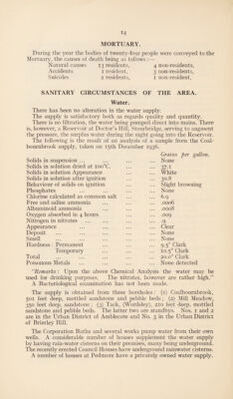 14
MORTUARY.
During the year the bodies of twenty-four people were conveyed to the
Mortuary, the causes of death being as follows:—
Natural causes 13 residents, 4 non-residents,
Accidents 1 resident, 3 non-residents,
Suicides 2 residents, 1 non-resident,
SANITARY CIRCUMSTANCES OF THE AREA.
Water.
There has been no alteration in the water supply.
The supply is satisfactory both as regards quality and quantity.
There is no filtration, the water being pumped direct into mains. There
is, however, a Reservoir at Doctor's Hill, Stourbridge, serving to augment
the pressure, the surplus water during the night going into the Reservoir.
The following is the result of an analysis of a sample from the Coal-
bournbrook supply, taken on 15th December 1936.
Grains per gallon.
Solids in suspension ... None
Solids in solution dried at 100°C.
Solids in solution Appearance ... White
Solids in solution after ignition
Behaviour of solids on ignition ... Slight browning
Phosphates ... None
Chlorine calculated as common salt ... 6.9
Free and saline ammonia ... .0006
Albuminoid ammonia
Oxygen absorbed in 4 hours ... .009
Nitrogen in nitrates
Appearance ... Clear
Deposit ... None
Smell ... None
Hardness: Permanent ... 9.5° Clark
Temporary ... 10.5° Clark
Total ... 20.0° Clark
Poisonous Metals ... None detected
"Remarks: Upon the above Chemical Analysis the water may be
used for drinking purposes. The nitrates, however are rather high."
A Bacteriological examination has not been made.
The supply is obtained from three boreholes: (1) Coalbournbrook,
301 feet deep, mottled sandstone and pebble beds; (2) Mill Meadow,
350 feet deep, sandstone; (3) Tack, (Wordsley), 210 feet deep, mottled
sandstone and pebble beds. The latter two are standbys. Nos. 1 and 2
are in the Urban District of Amblecote and No. 3 in the Urban District
of Brierley Hill.
The Corporation Baths and several works pump water from their own
wells. A considerable number of houses supplement the water supply
by having rain-water cisterns on their premises, many being underground.
The recently erected Council Houses have underground rainwater cisterns.
A number of houses at Pedmore have a privately owned water supply.